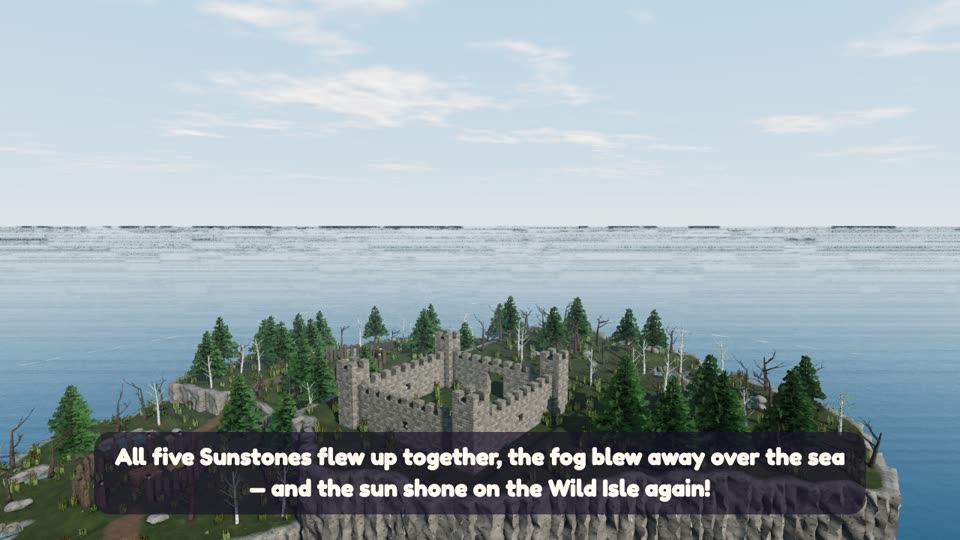 All five Sunstones flew up together, the fog blew away over the sea
– and the sun shone on the Wild Isle again!